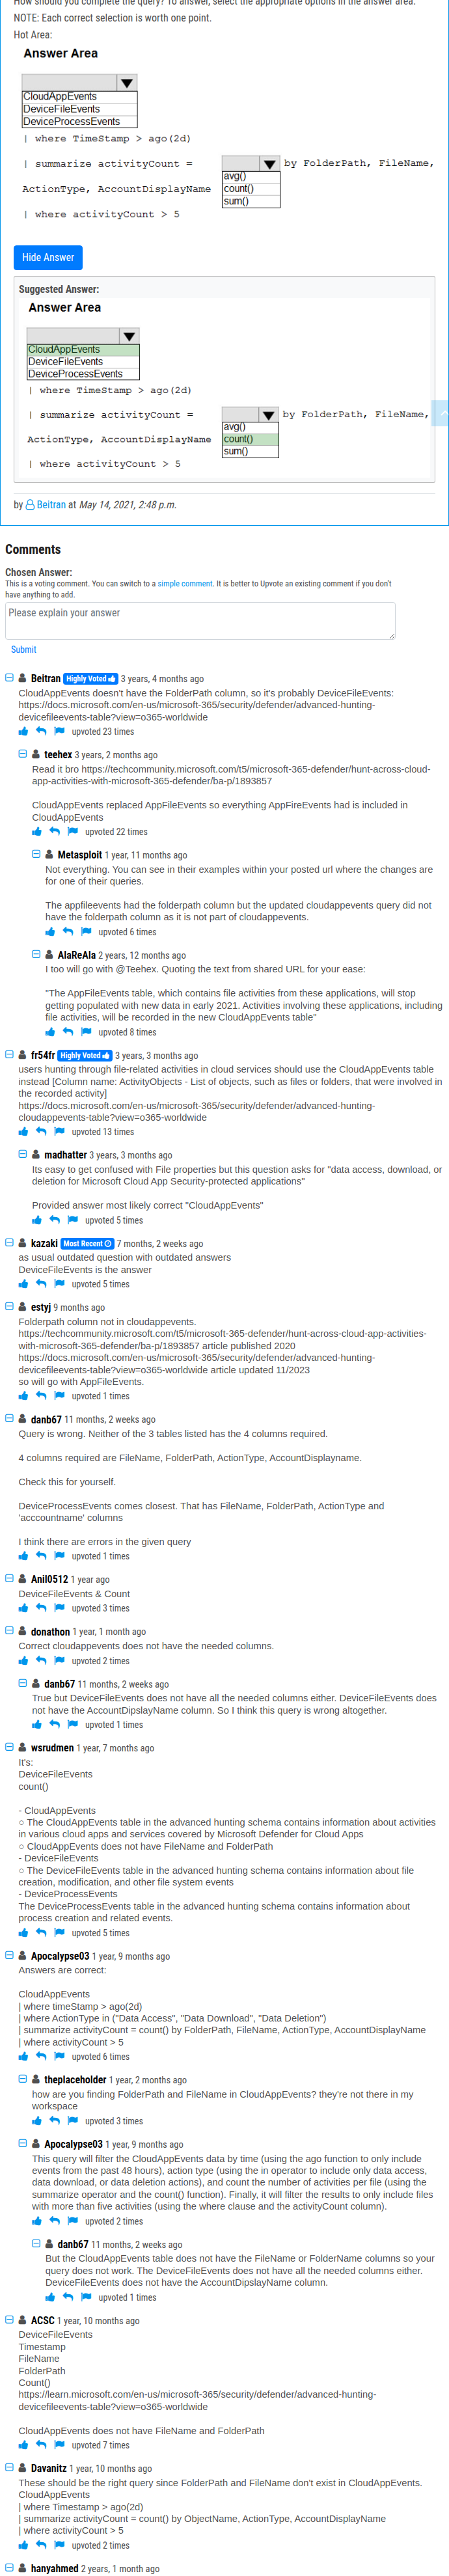 How should you complete the query? To answer, select the appropriate options in the answer area.
NOTE: Each correct selection is worth one point.
Hot Area:
Answer Area
CloudAppEvents
DeviceFileEvents
DeviceProcessEvents
| where TimeStamp > ago(2d)
| summarize activityCount = by FolderPath, FileName,
avg()
ActionType, AccountDisplayName count()
sum()
| where activityCount > 5
Hide Answer
Suggested Answer:
Answer Area
CloudAppEvents
DeviceFileEvents
DeviceProcessEvents
| where TimeStamp > ago(2d)
| summarize activityCount = by FolderPath, FileName,
avg()
ActionType, AccountDisplayName count()
sum()
| where activityCount > 5
by Beitran at May 14, 2021, 2:48 p.m.
Comments
Chosen Answer:
This is a voting comment. You can switch to a simple comment. It is better to Upvote an existing comment if you don't
have anything to add.
Please explain your answer
Submit
Beitran Highly Voted 3 years, 4 months ago
CloudAppEvents doesn't have the FolderPath column, so it's probably DeviceFileEvents:
https://docs.microsoft.com/en-us/microsoft-365/security/defender/advanced-hunting-
devicefileevents-table?view=o365-worldwide
upvoted 23 times
teehex 3 years, 2 months ago
Read it bro https://techcommunity.microsoft.com/t5/microsoft-365-defender/hunt-across-cloud-
app-activities-with-microsoft-365-defender/ba-p/1893857
CloudAppEvents replaced AppFileEvents so everything AppFireEvents had is included in
CloudAppEvents
upvoted 22 times
Metasploit 1 year, 11 months ago
Not everything. You can see in their examples within your posted url where the changes are
for one of their queries.
The appfileevents had the folderpath column but the updated cloudappevents query did not
have the folderpath column as it is not part of cloudappevents.
upvoted 6 times
AlaReAla 2 years, 12 months ago
I too will go with @Teehex. Quoting the text from shared URL for your ease:
"The AppFileEvents table, which contains file activities from these applications, will stop
getting populated with new data in early 2021. Activities involving these applications, including
file activities, will be recorded in the new CloudAppEvents table"
upvoted 8 times
fr54fr Highly Voted 3 years, 3 months ago
users hunting through file-related activities in cloud services should use the CloudAppEvents table
instead [Column name: ActivityObjects - List of objects, such as files or folders, that were involved in
the recorded activity]
https://docs.microsoft.com/en-us/microsoft-365/security/defender/advanced-hunting-
cloudappevents-table?view=o365-worldwide
upvoted 13 times
madhatter 3 years, 3 months ago
Its easy to get confused with File properties but this question asks for "data access, download, or
deletion for Microsoft Cloud App Security-protected applications"
Provided answer most likely correct "CloudAppEvents"
upvoted 5 times
kazaki Most Recent 7 months, 2 weeks ago
as usual outdated question with outdated answers
DeviceFileEvents is the answer
upvoted 5 times
estyj 9 months ago
Folderpath column not in cloudappevents.
https://techcommunity.microsoft.com/t5/microsoft-365-defender/hunt-across-cloud-app-activities-
with-microsoft-365-defender/ba-p/1893857 article published 2020
https://docs.microsoft.com/en-us/microsoft-365/security/defender/advanced-hunting-
devicefileevents-table?view=o365-worldwide article updated 11/2023
so will go with AppFileEvents.
upvoted 1 times
danb67 11 months, 2 weeks ago
Query is wrong. Neither of the 3 tables listed has the 4 columns required.
4 columns required are FileName, FolderPath, ActionType, AccountDisplayname.
Check this for yourself.
DeviceProcessEvents comes closest. That has FileName, FolderPath, ActionType and
'acccountname' columns
I think there are errors in the given query
upvoted 1 times
Anil0512 1 year ago
DeviceFileEvents & Count
upvoted 3 times
donathon 1 year, 1 month ago
Correct cloudappevents does not have the needed columns.
upvoted 2 times
danb67 11 months, 2 weeks ago
True but DeviceFileEvents does not have all the needed columns either. DeviceFileEvents does
not have the AccountDipslayName column. So I think this query is wrong altogether.
upvoted 1 times
wsrudmen 1 year, 7 months ago
It's:
DeviceFileEvents
count()
- CloudAppEvents
○ The CloudAppEvents table in the advanced hunting schema contains information about activities
in various cloud apps and services covered by Microsoft Defender for Cloud Apps
○ CloudAppEvents does not have FileName and FolderPath
- DeviceFileEvents
○ The DeviceFileEvents table in the advanced hunting schema contains information about file
creation, modification, and other file system events
- DeviceProcessEvents
The DeviceProcessEvents table in the advanced hunting schema contains information about
process creation and related events.
upvoted 5 times
Apocalypse03 1 year, 9 months ago
Answers are correct:
CloudAppEvents
| where timeStamp > ago(2d)
| where ActionType in ("Data Access", "Data Download", "Data Deletion")
| summarize activityCount = count() by FolderPath, FileName, ActionType, AccountDisplayName
| where activityCount > 5
upvoted 6 times
theplaceholder 1 year, 2 months ago
how are you finding FolderPath and FileName in CloudAppEvents? they're not there in my
workspace
upvoted 3 times
Apocalypse03 1 year, 9 months ago
This query will filter the CloudAppEvents data by time (using the ago function to only include
events from the past 48 hours), action type (using the in operator to include only data access,
data download, or data deletion actions), and count the number of activities per file (using the
summarize operator and the count() function). Finally, it will filter the results to only include files
with more than five activities (using the where clause and the activityCount column).
upvoted 2 times
danb67 11 months, 2 weeks ago
But the CloudAppEvents table does not have the FileName or FolderName columns so your
query does not work. The DeviceFileEvents does not have all the needed columns either.
DeviceFileEvents does not have the AccountDipslayName column.
upvoted 1 times
ACSC 1 year, 10 months ago
DeviceFileEvents
Timestamp
FileName
FolderPath
Count()
https://learn.microsoft.com/en-us/microsoft-365/security/defender/advanced-hunting-
devicefileevents-table?view=o365-worldwide
CloudAppEvents does not have FileName and FolderPath
upvoted 7 times
Davanitz 1 year, 10 months ago
These should be the right query since FolderPath and FileName don't exist in CloudAppEvents.
CloudAppEvents
| where Timestamp > ago(2d)
| summarize activityCount = count() by ObjectName, ActionType, AccountDisplayName
| where activityCount > 5
upvoted 2 times
hanyahmed 2 years, 1 month ago